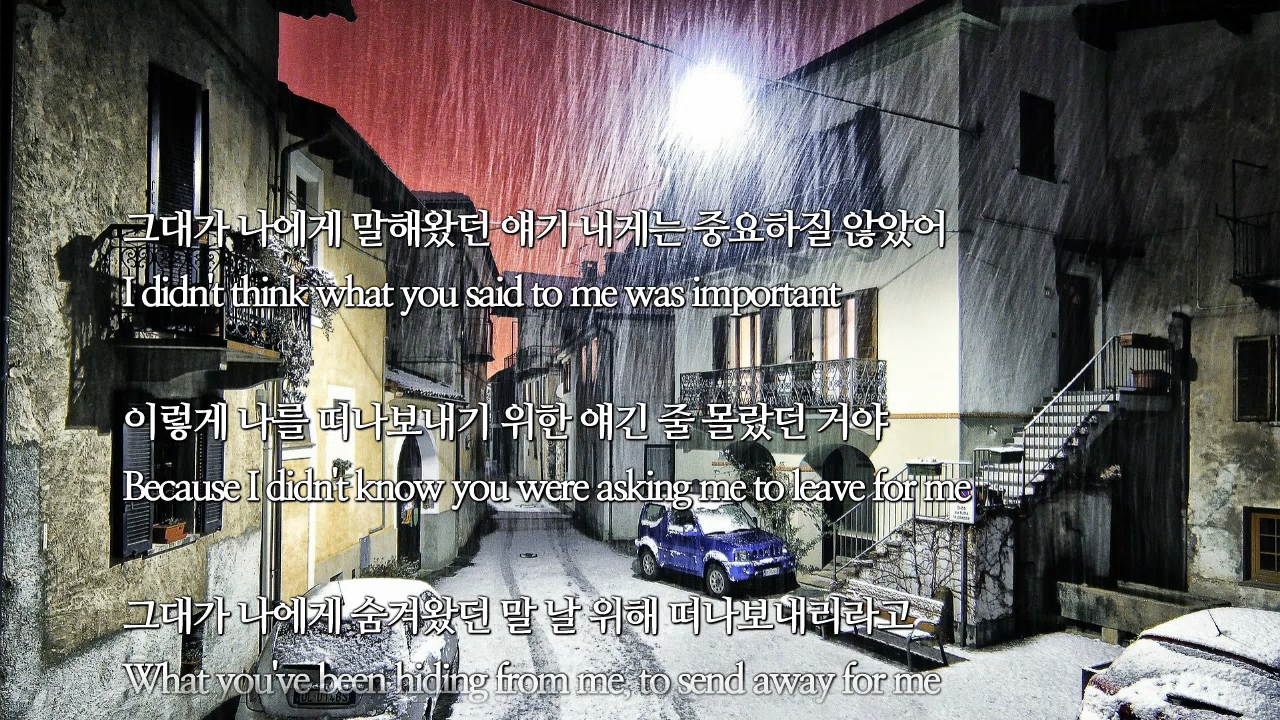 그대가 나에게 말해왔던 얘기 내게는 중요하질 않았어
I didn't think what you said to me was important
이렇게 나를 떠나보내기 위한 얘긴 줄 몰랐던 거야
Because I didn't know you were asking me to leave for me
그대가 나에게 숨겨왔던 말 날 위해 떠나보내리라고
What you've been hiding from me, to send away for me